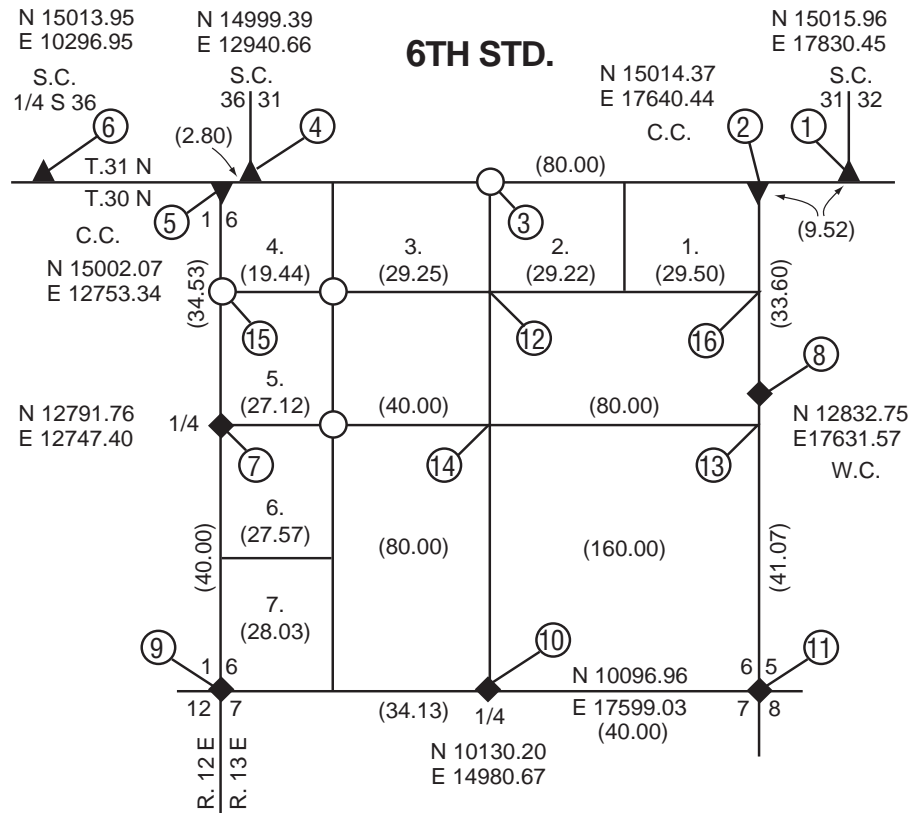 N 15013.95
E 10296.95
N 14999.39
E 12940.66
6TH STD.
N 15015.96
E 17830.45
S.C.
1/4 S 36
S.C.
36 31
N 15014.37
E 17640.44
C.C.
S.C.
31 32
6
(2.80)
4
2
1
T.31 N
(80.00)
T.30 N
5
1 6
3
(9.52)
C.C.
N 15002.07
E 12753.34
(34.53)
4.
(19.44)
3.
(29.25)
2.
(29.22)
1.
(29.50)
(33.60)
15
12
16
8
5.
(27.12)
(40.00)
(80.00)
N 12791.76
E 12747.40
1/4
N 12832.75
E17631.57
W.C.
7
14
13
6.
(27.57)
(40.00)
(80.00)
(160.00)
(41.07)
7.
(28.03)
9
10
11
1 6
N 10096.96
6 5
12 7
(34.13)
1/4
E 17599.03
(40.00)
7 8
N 10130.20
E 14980.67
R. 12 E
R. 13 E